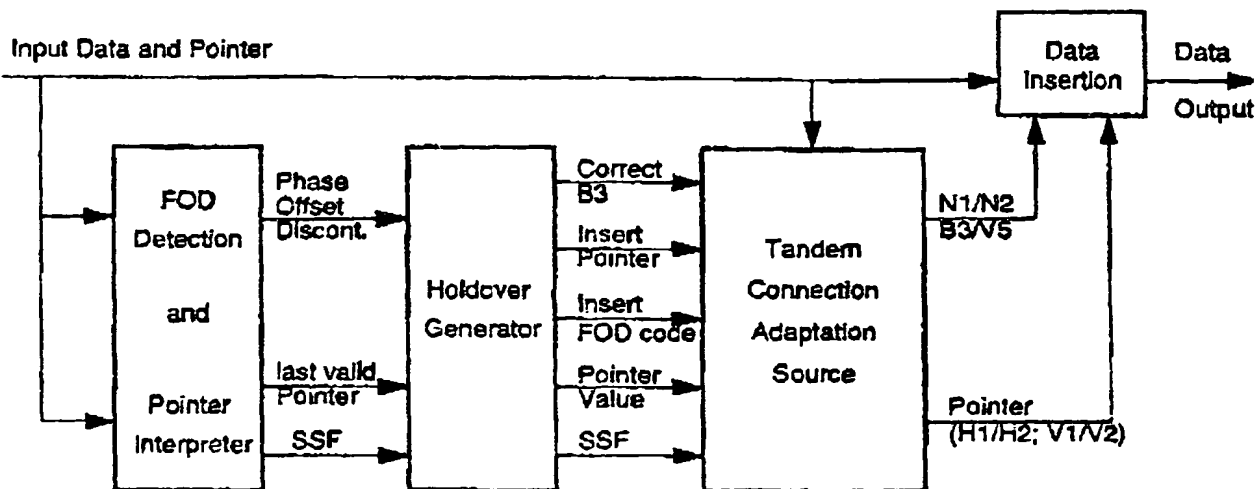 Input Data and Pointer
Data
Insertion
Data
Output
FOD
Detection
and
Pointer
Interpreter
Phase
Offset
Discont.
last valid
Pointer
SSF
Holdover
Generator
Correct
B3
Insert
Pointer
Insert
FOD code
Pointer
Value
SSF
Tandem
Connection
Adaptation
Source
N1/N2
B3/V5
Pointer
(H1/H2; V1/V2)